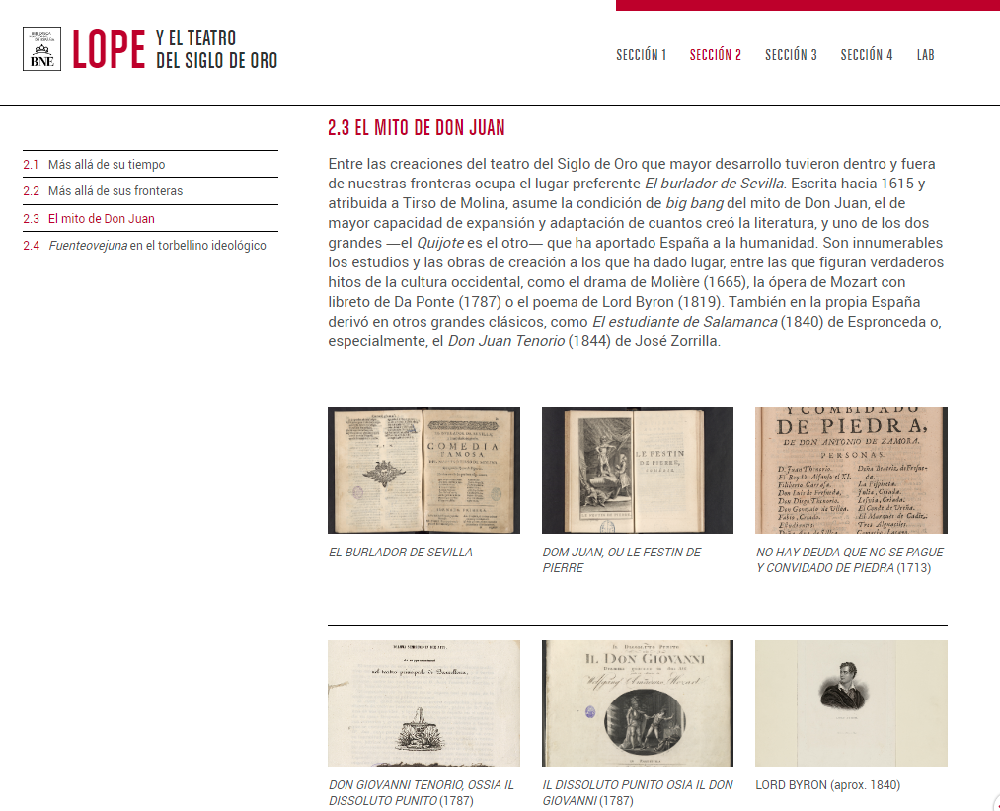 BIBLIOTECA
NACIONAL
DE ESPAÑA
BNE
LOPE
Y EL TEATRO
DEL SIGLO DE ORO
SECCIÓN 1
SECCIÓN 2
SECCIÓN 3
SECCIÓN 4
LAB
2.1 Más allá de su tiempo
2.2 Más allá de sus fronteras
2.3 El mito de Don Juan
2.4 Fuenteovejuna en el torbellino ideológico
2.3 EL MITO DE DON JUAN
Entre las creaciones del teatro del Siglo de Oro que mayor desarrollo tuvieron dentro y fuera
de nuestras fronteras ocupa el lugar preferente El burlador de Sevilla. Escrita hacia 1615 y
atribuida a Tirso de Molina, asume la condición de big bang del mito de Don Juan, el de
mayor capacidad de expansión y adaptación de cuantos creó la literatura, y uno de los dos
grandes —el Quijote es el otro— que ha aportado España a la humanidad. Son innumerables
los estudios y las obras de creación a los que ha dado lugar, entre las que figuran verdaderos
hitos de la cultura occidental, como el drama de Molière (1665), la ópera de Mozart con
libreto de Da Ponte (1787) o el poema de Lord Byron (1819). También en la propia España
derivó en otros grandes clásicos, como El estudiante de Salamanca (1840) de Espronceda o,
especialmente, el Don Juan Tenorio (1844) de José Zorrilla.
COMEDIA
FAMOSA
LE FESTIN
DE PIERRE,
Y COMBIDADO
DE PIEDRA,
DE DON ANTONIO DE ZAMORA.
PERSONAS.
EL BURLADOR DE SEVILLA
DOM JUAN, OU LE FESTIN DE
PIERRE
NO HAY DEUDA QUE NO SE PAGUE
Y CONVIDADO DE PIEDRA (1713)
nel teatro principale di Barcellona,
IL DISSOLUTO PUNITO
IL DON GIOVANNI
Wolfgang Amadeus Mozart
DON GIOVANNI TENORIO, OSSIA IL
DISSOLUTO PUNITO (1787)
IL DISSOLUTO PUNITO OSIA IL DON
GIOVANNI (1787)
LORD BYRON (aprox. 1840)